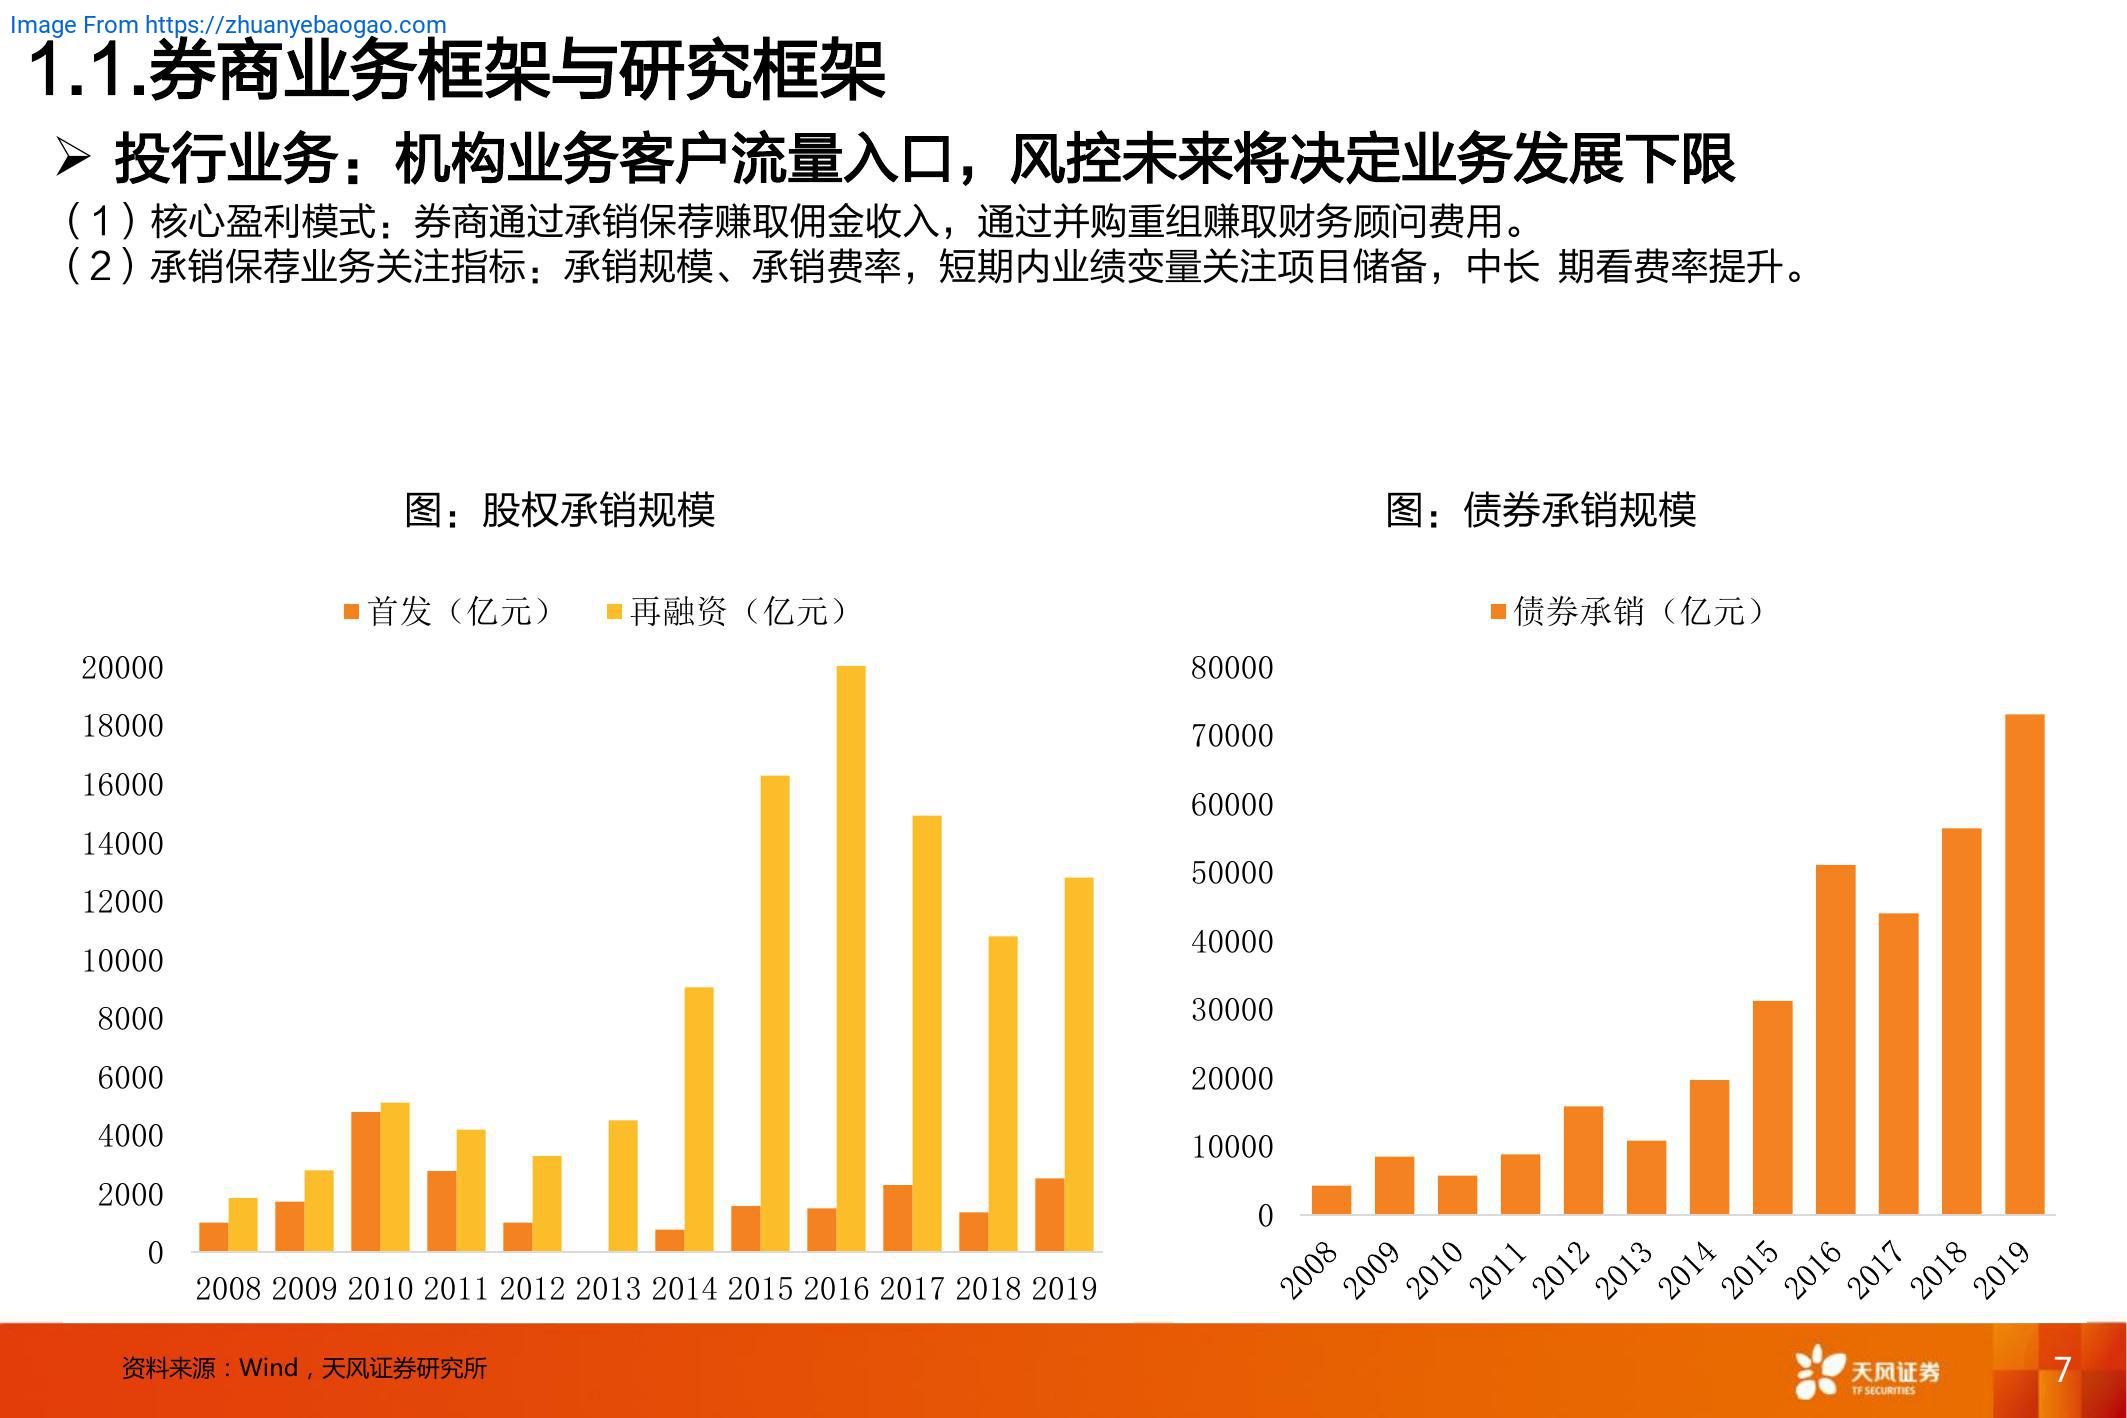 Image From https://zhuanyebaogao.com
1.1.券商业务框架与研究框架
➢ 投行业务：机构业务客户流量入口，风控未来将决定业务发展下限
（1）核心盈利模式：券商通过承销保荐赚取佣金收入，通过并购重组赚取财务顾问费用。
（2）承销保荐业务关注指标：承销规模、承销费率，短期内业绩变量关注项目储备，中长 期看费率提升。
图：股权承销规模
首发（亿元） 再融资（亿元）
20000
18000
16000
14000
12000
10000
8000
6000
4000
2000
0
2008 2009 2010 2011 2012 2013 2014 2015 2016 2017 2018 2019
图：债券承销规模
债券承销（亿元）
80000
70000
60000
50000
40000
30000
20000
10000
0
2008 2009 2010 2011 2012 2013 2014 2015 2016 2017 2018 2019
资料来源：Wind，天风证券研究所
天风证券
TF SECURITIES
7